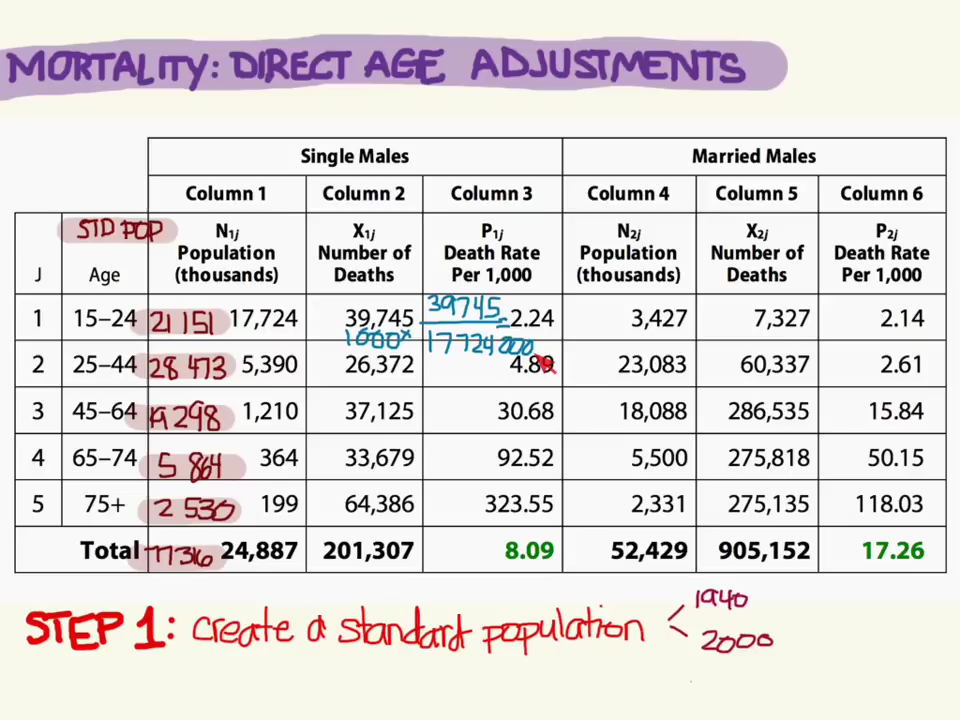 MORTALITY: DIRECT AGE ADJUSTMENTS
Single Males Married Males
Column 1 Column 2 Column 3 Column 4 Column 5 Column 6
J Age STD POP N1j Population (thousands) X1j Number of Deaths P1j Death Rate Per 1,000 N2j Population (thousands) X2j Number of Deaths P2j Death Rate Per 1,000
1 15–24 21 151 17,724 39,745 2.24 3,427 7,327 2.14
1000 x 39745 / 17724000 =
2 25–44 28 473 5,390 26,372 4.89 23,083 60,337 2.61
3 45–64 19 298 1,210 37,125 30.68 18,088 286,535 15.84
4 65–74 5 864 364 33,679 92.52 5,500 275,818 50.15
5 75+ 2 530 199 64,386 323.55 2,331 275,135 118.03
Total 77316 24,887 201,307 8.09 52,429 905,152 17.26
STEP 1: create a standard population < 1940
2000